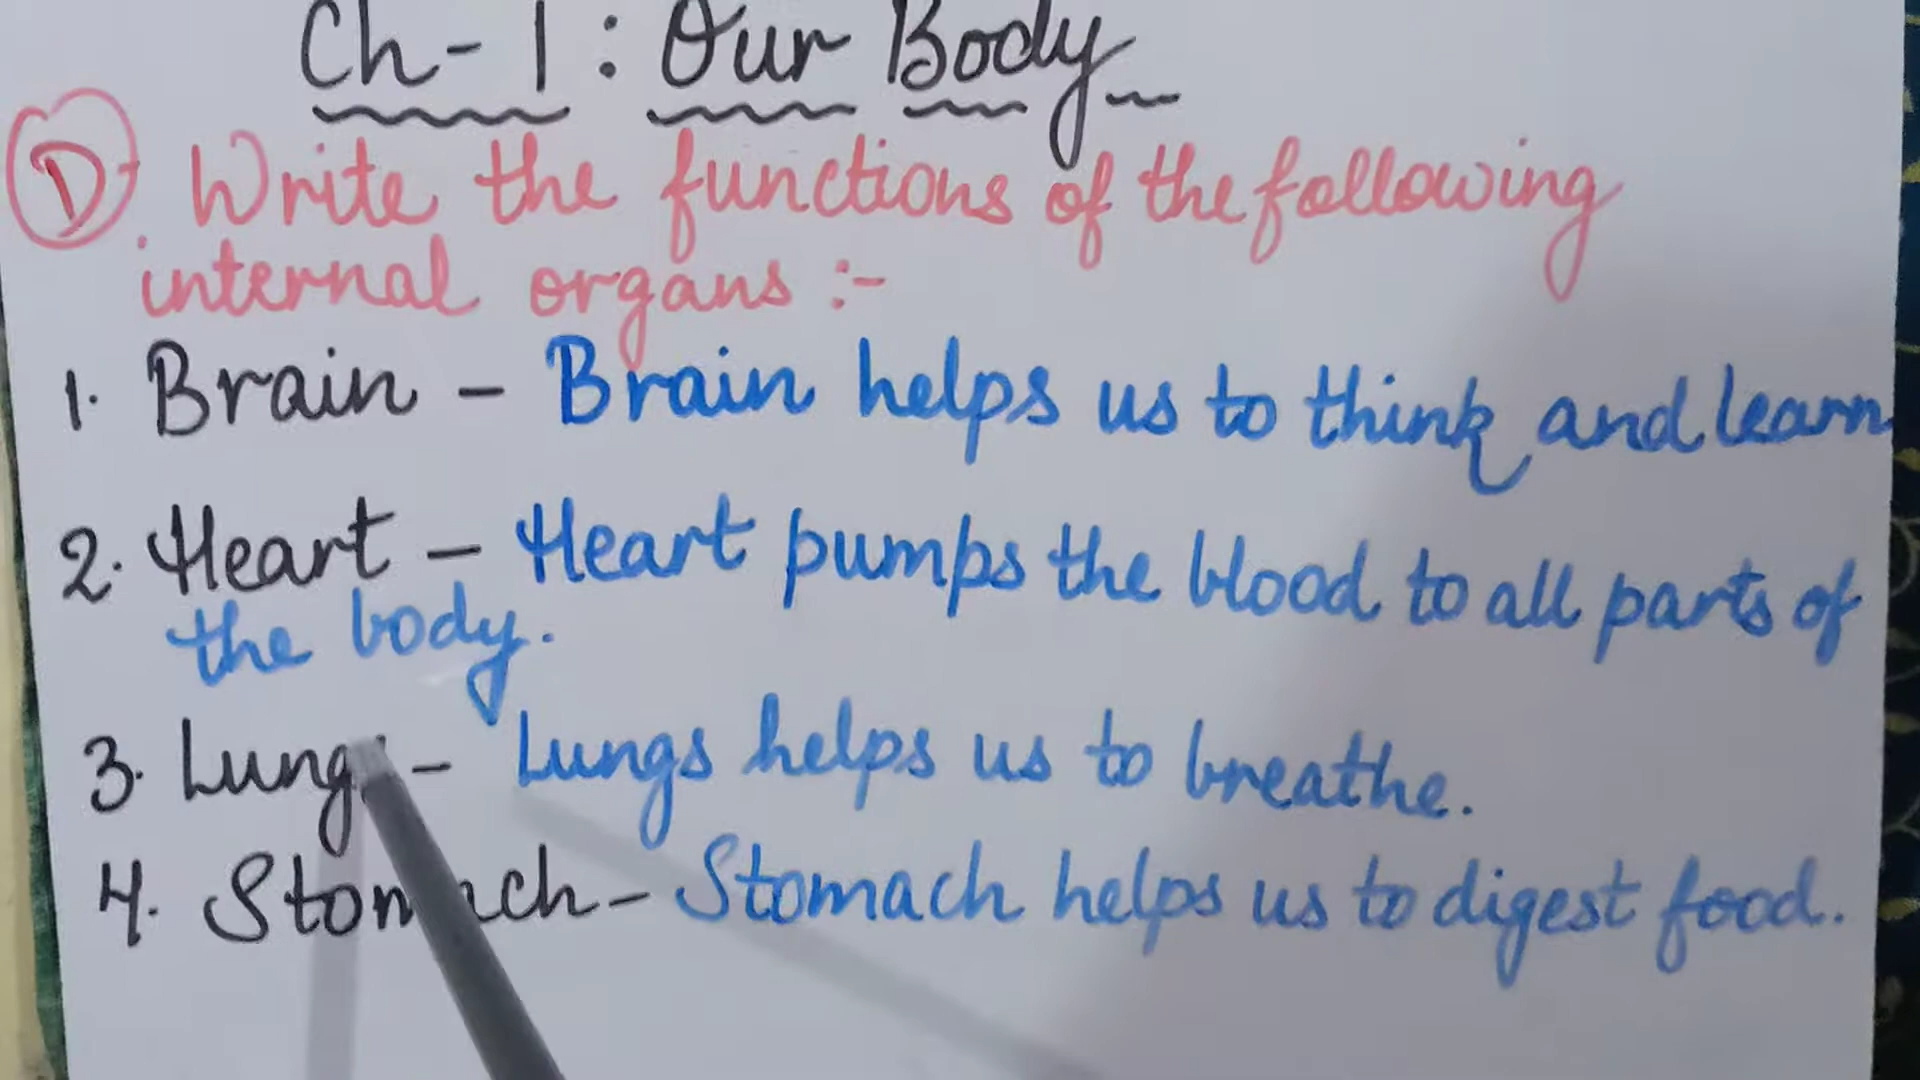 Ch-1: Our Body
D. Write the functions of the following
internal organs :-
1. Brain - Brain helps us to think and learn
2. Heart - Heart pumps the blood to all parts of
the body.
3. Lungs - Lungs helps us to breathe.
4. Stomach - Stomach helps us to digest food.